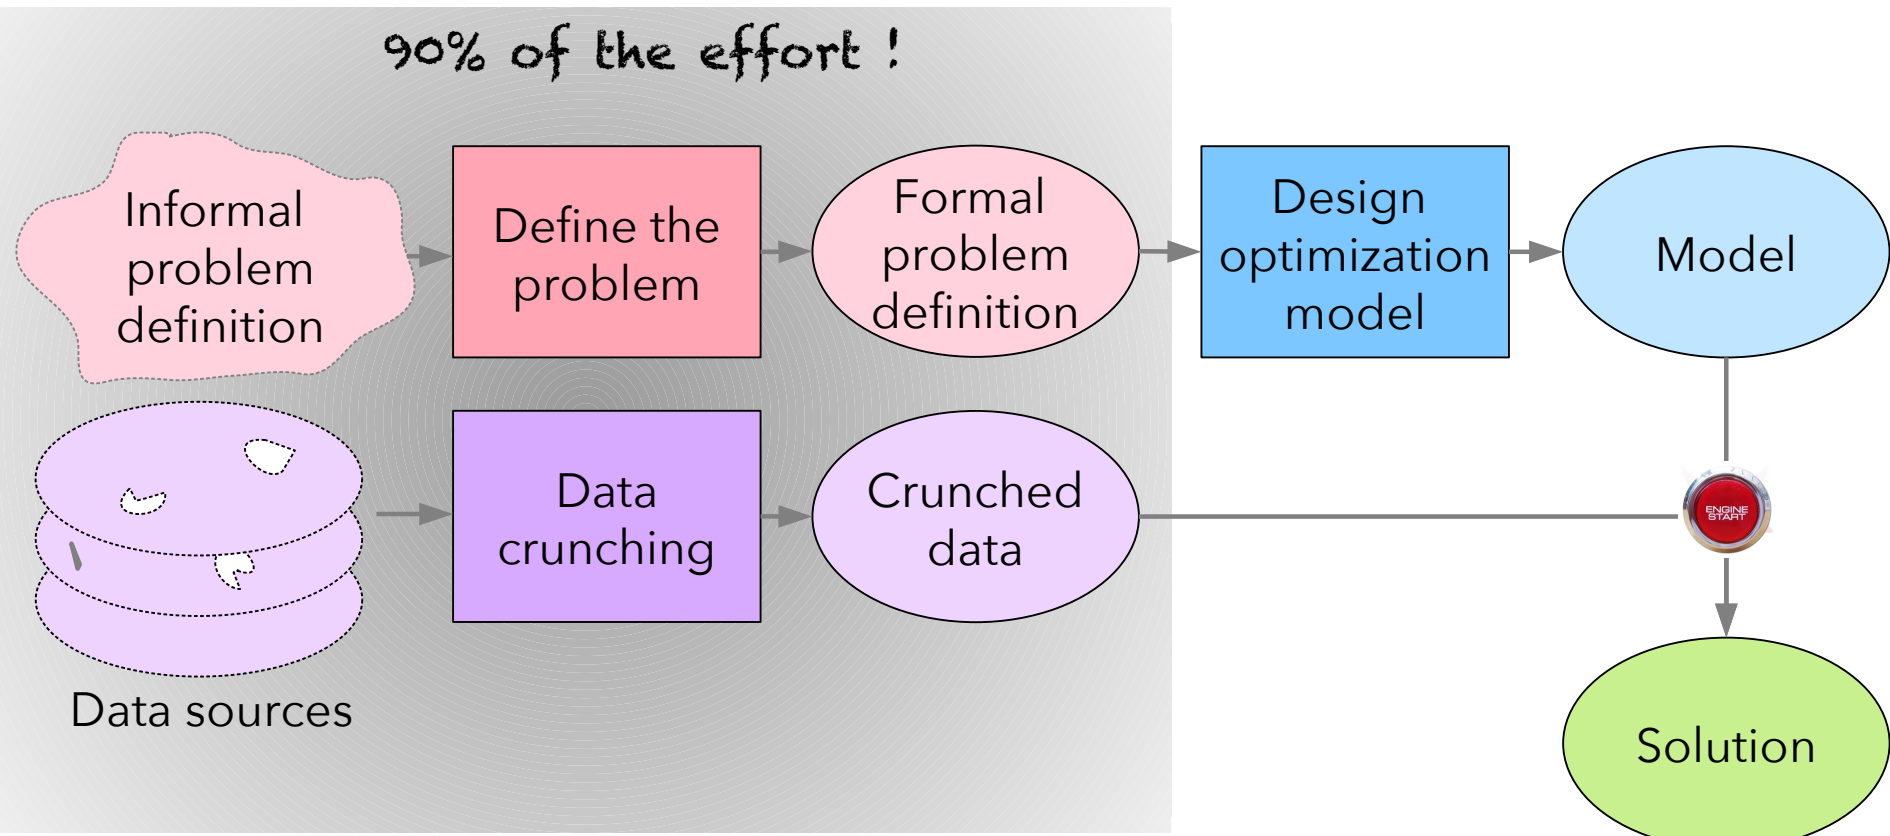 90% of the effort !
Informal
problem
definition
Define the
problem
Formal
problem
definition
Design
optimization
model
Model
Data
crunching
Crunched
data
ENGINE
START
Data sources
Solution